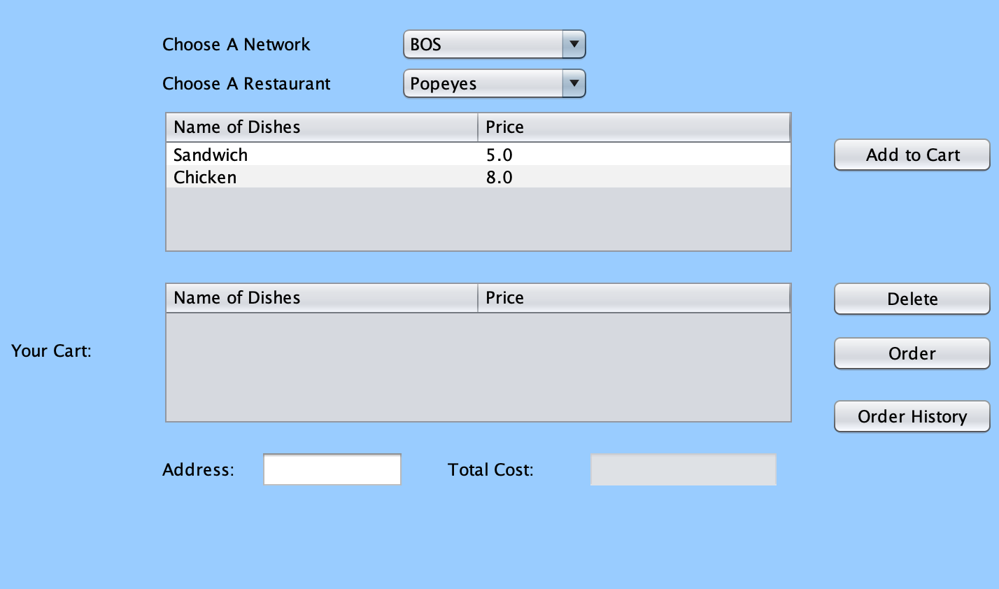 Choose A Network BOS
Choose A Restaurant Popeyes
Name of Dishes Price
Sandwich 5.0
Chicken 8.0
Add to Cart
Name of Dishes Price
Your Cart:
Delete
Order
Order History
Address: Total Cost: